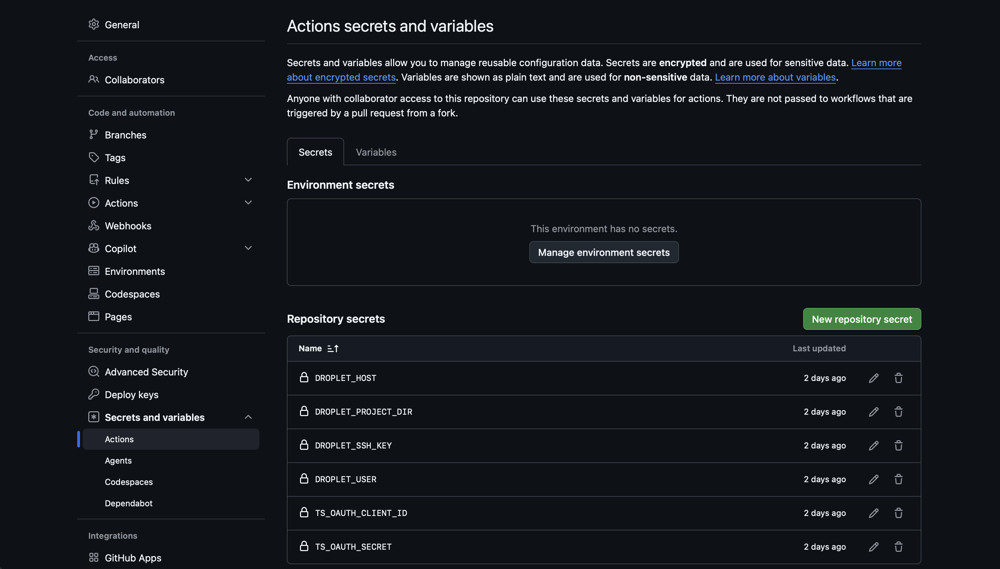 General
Access
Collaborators
Code and automation
Branches
Tags
Rules
Actions
Webhooks
Copilot
Environments
Codespaces
Pages
Security and quality
Advanced Security
Deploy keys
Secrets and variables
Actions
Agents
Codespaces
Dependabot
Integrations
GitHub Apps
Actions secrets and variables
Secrets and variables allow you to manage reusable configuration data. Secrets are encrypted and are used for sensitive data. Learn more
about encrypted secrets. Variables are shown as plain text and are used for non-sensitive data. Learn more about variables.
Anyone with collaborator access to this repository can use these secrets and variables for actions. They are not passed to workflows that are
triggered by a pull request from a fork.
Secrets Variables
Environment secrets
This environment has no secrets.
Manage environment secrets
Repository secrets New repository secret
Name Last updated
DROPLET_HOST 2 days ago
DROPLET_PROJECT_DIR 2 days ago
DROPLET_SSH_KEY 2 days ago
DROPLET_USER 2 days ago
TS_OAUTH_CLIENT_ID 2 days ago
TS_OAUTH_SECRET 2 days ago